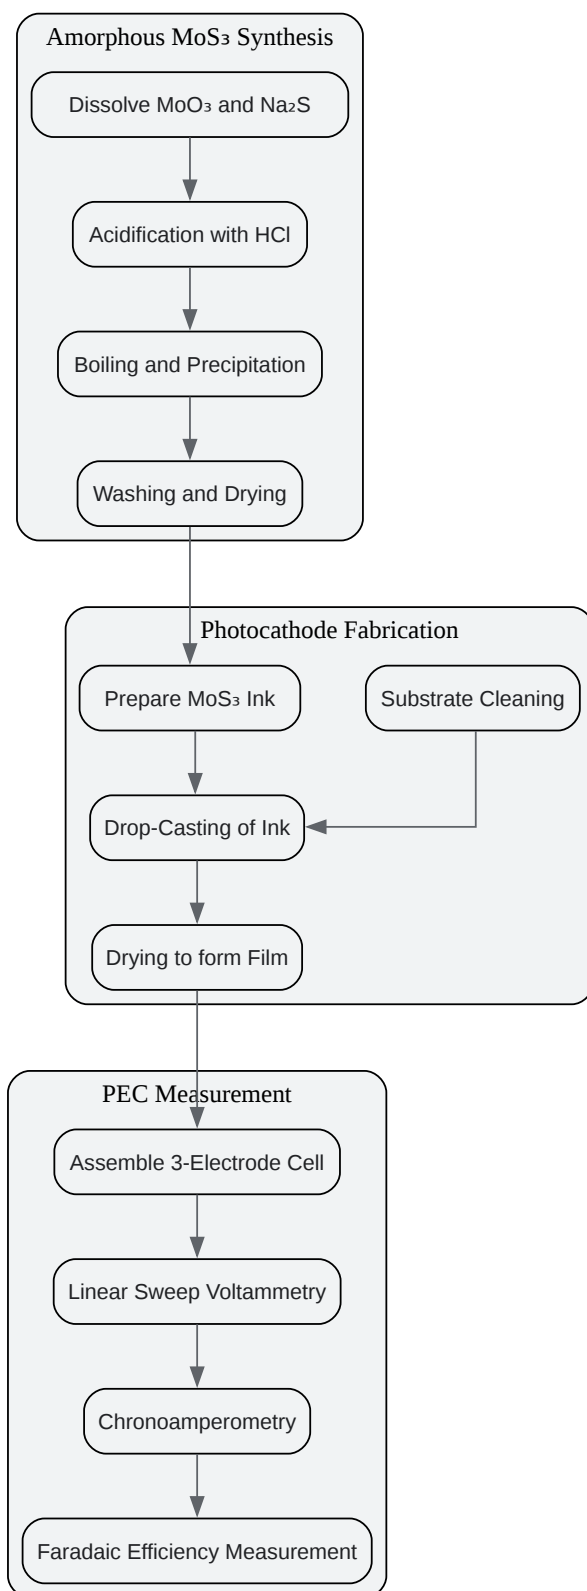 Amorphous MoS₃ Synthesis
Dissolve MoO₃ and Na₂S
Acidification with HCl
Boiling and Precipitation
Washing and Drying
Photocathode Fabrication
Prepare MoS₃ Ink
Substrate Cleaning
Drop-Casting of Ink
Drying to form Film
PEC Measurement
Assemble 3-Electrode Cell
Linear Sweep Voltammetry
Chronoamperometry
Faradaic Efficiency Measurement